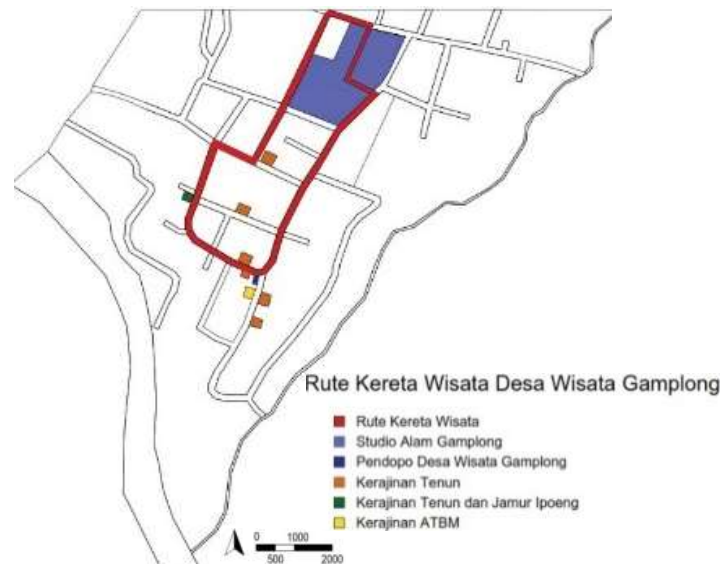 Rute Kereta Wisata Desa Wisata Gamplong
Rute Kereta Wisata
Studio Alam Gamplong
Pendopo Desa Wisata Gamplong
Kerajinan Tenun
Kerajinan Tenun dan Jamur Ipoeng
Kerajinan ATBM
0 1000
500 2000